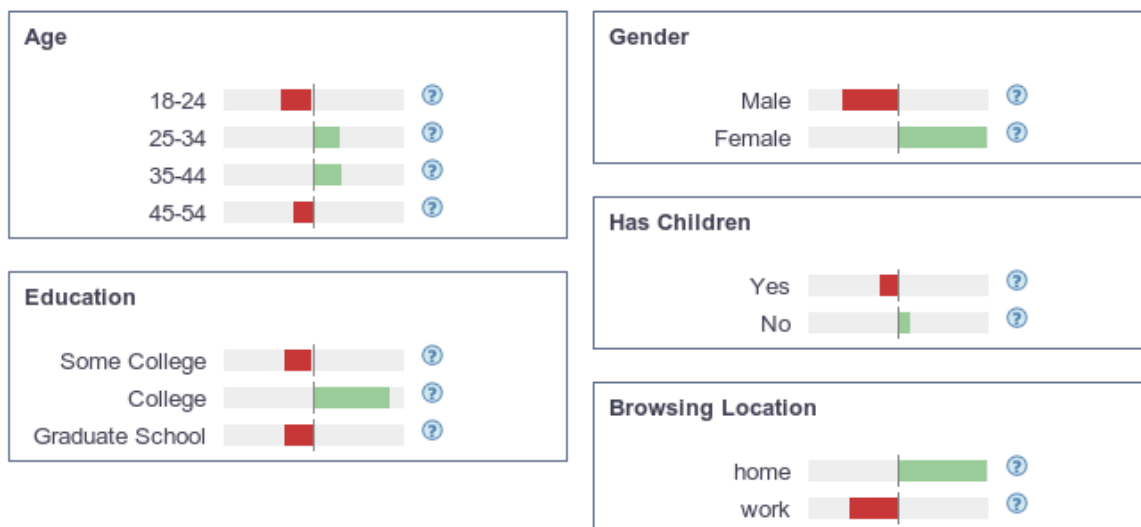 Age
18-24 ?
25-34 ?
35-44 ?
45-54 ?
Education
Some College ?
College ?
Graduate School ?
Gender
Male ?
Female ?
Has Children
Yes ?
No ?
Browsing Location
home ?
work ?